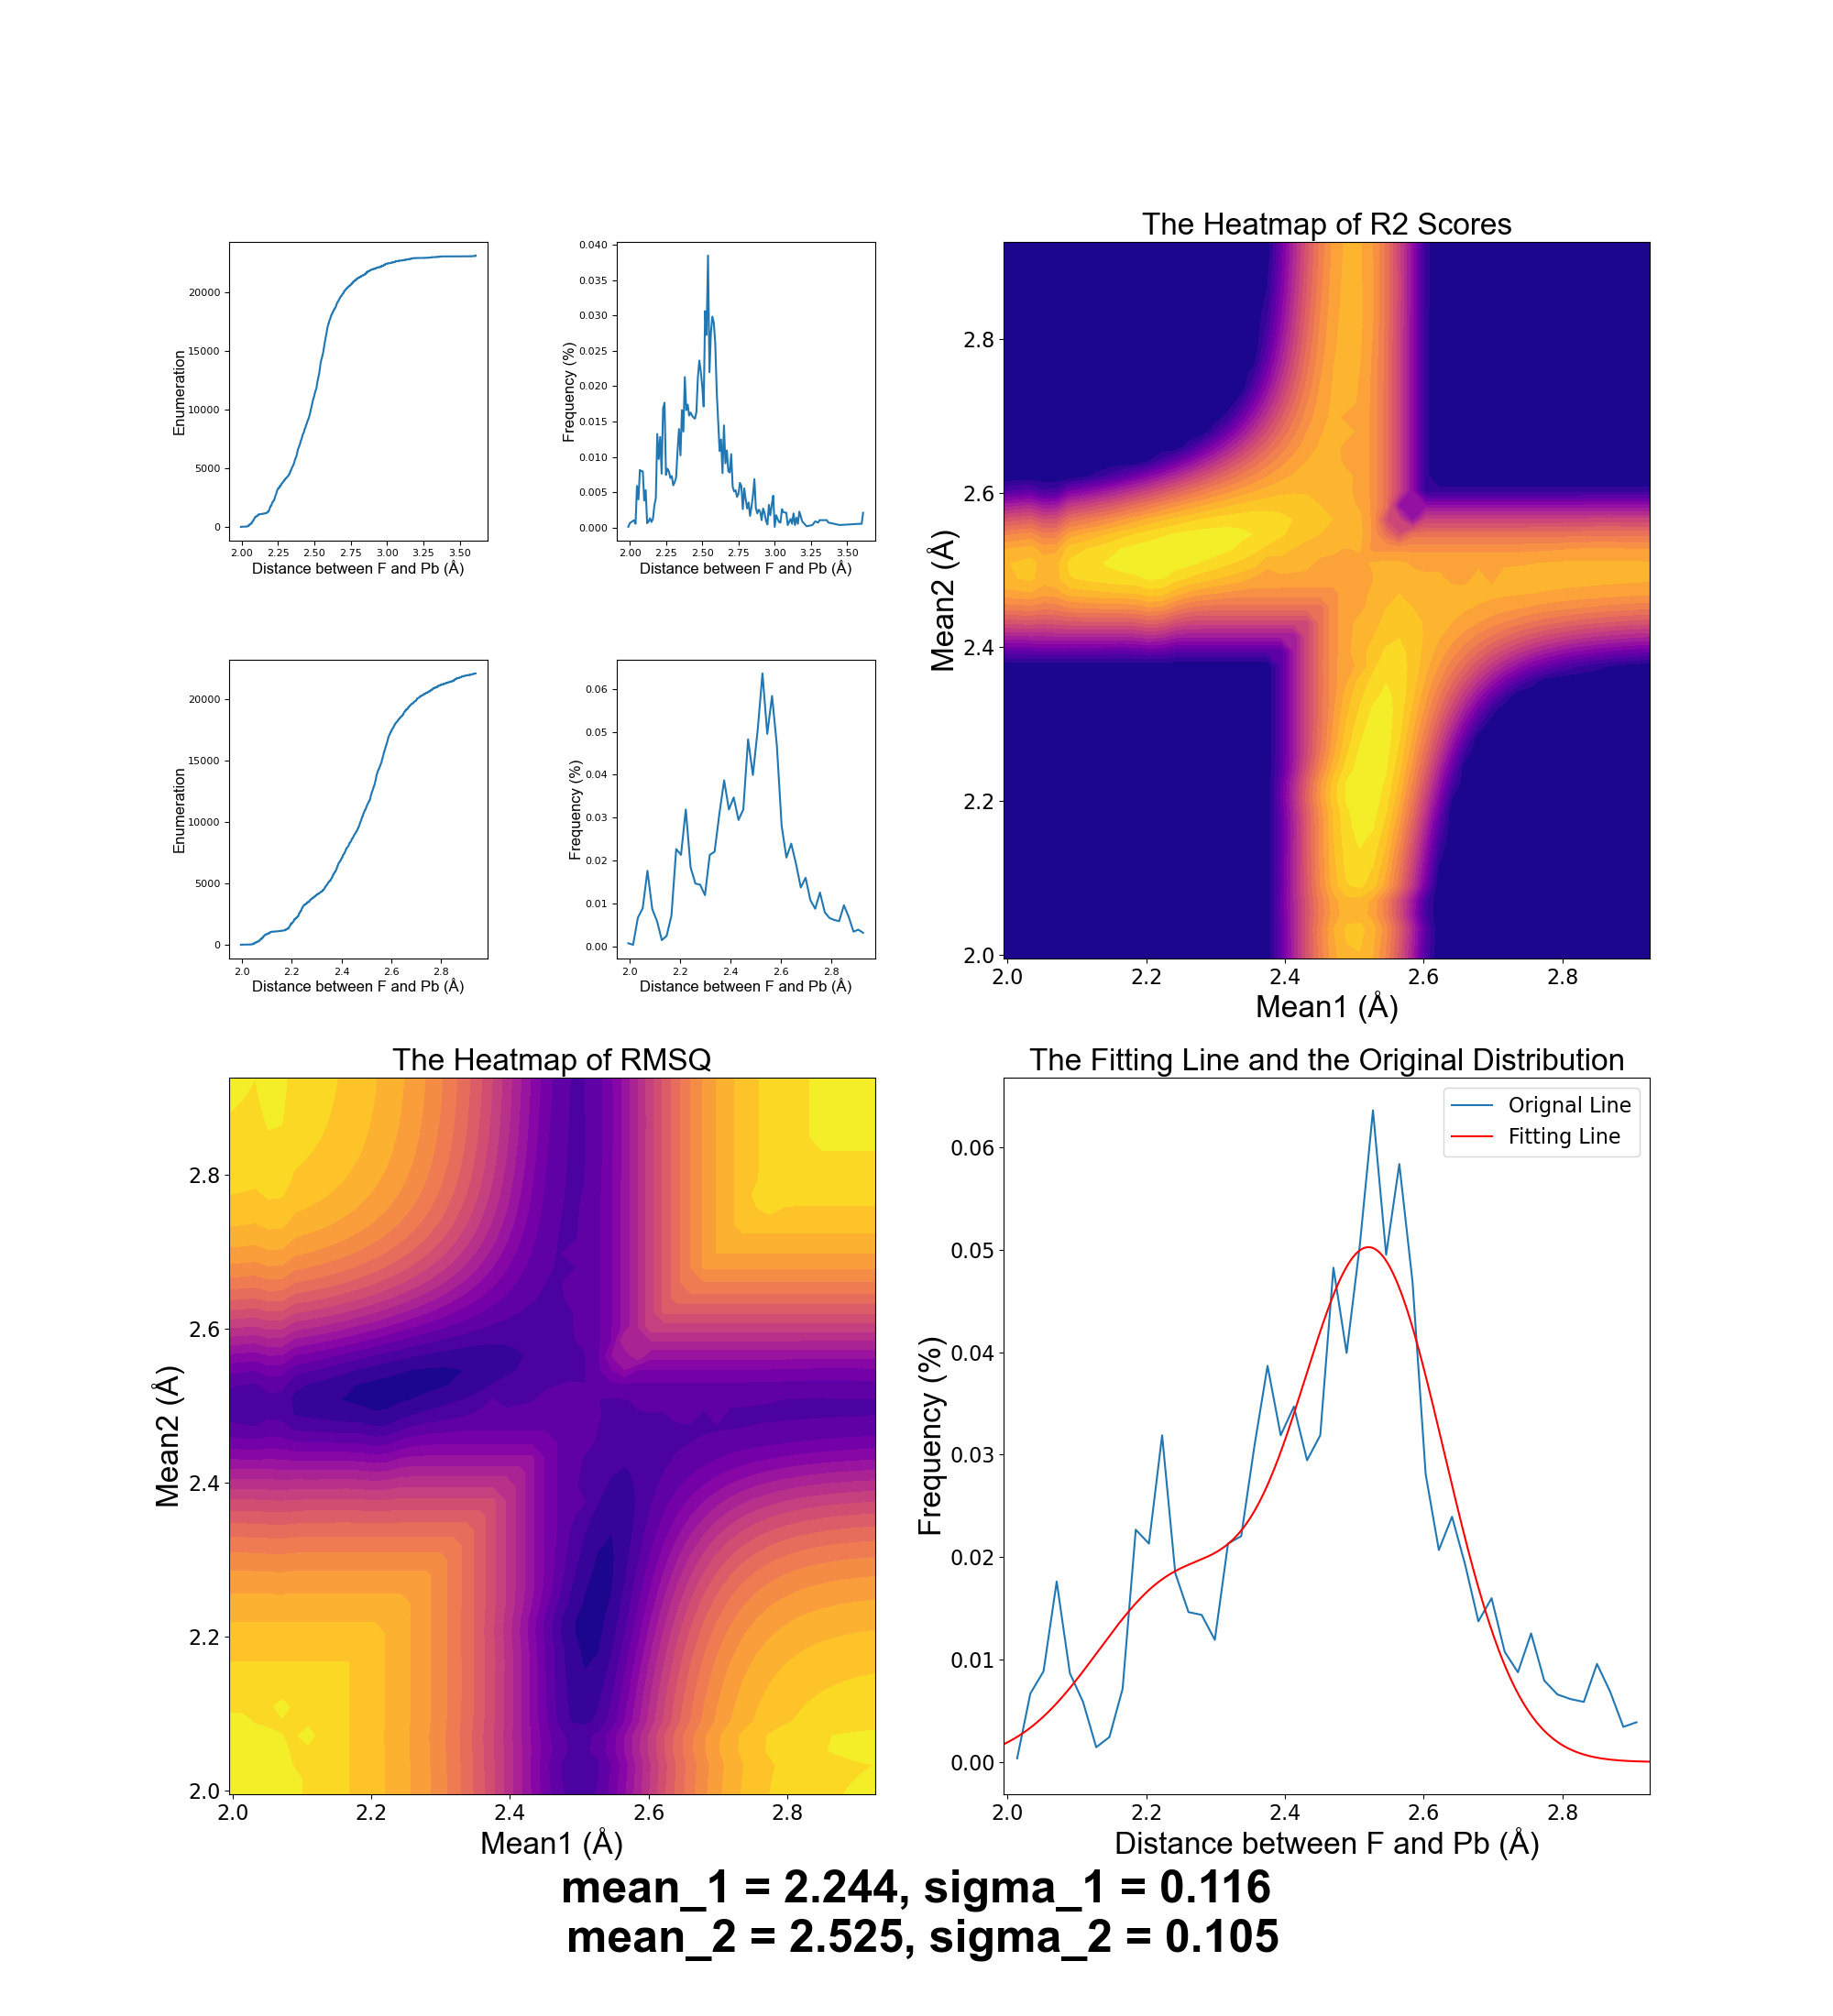 The Heatmap of R2 Scores
20000
15000
10000
5000
0
Enumeration
2.00 2.25 2.50 2.75 3.00 3.25 3.50
Distance between F and Pb (Å)
0.040
0.035
0.030
0.025
0.020
0.015
0.010
0.005
0.000
Frequency (%)
2.00 2.25 2.50 2.75 3.00 3.25 3.50
Distance between F and Pb (Å)
2.8
2.6
2.4
2.2
2.0
Mean2 (Å)
2.0 2.2 2.4 2.6 2.8
Mean1 (Å)
20000
15000
10000
5000
0
Enumeration
2.0 2.2 2.4 2.6 2.8
Distance between F and Pb (Å)
0.06
0.05
0.04
0.03
0.02
0.01
0.00
Frequency (%)
2.0 2.2 2.4 2.6 2.8
Distance between F and Pb (Å)
The Heatmap of RMSQ
2.8
2.6
2.4
2.2
2.0
Mean2 (Å)
2.0 2.2 2.4 2.6 2.8
Mean1 (Å)
The Fitting Line and the Original Distribution
Orignal Line
Fitting Line
0.06
0.05
0.04
0.03
0.02
0.01
0.00
Frequency (%)
2.0 2.2 2.4 2.6 2.8
Distance between F and Pb (Å)
mean_1 = 2.244, sigma_1 = 0.116
mean_2 = 2.525, sigma_2 = 0.105